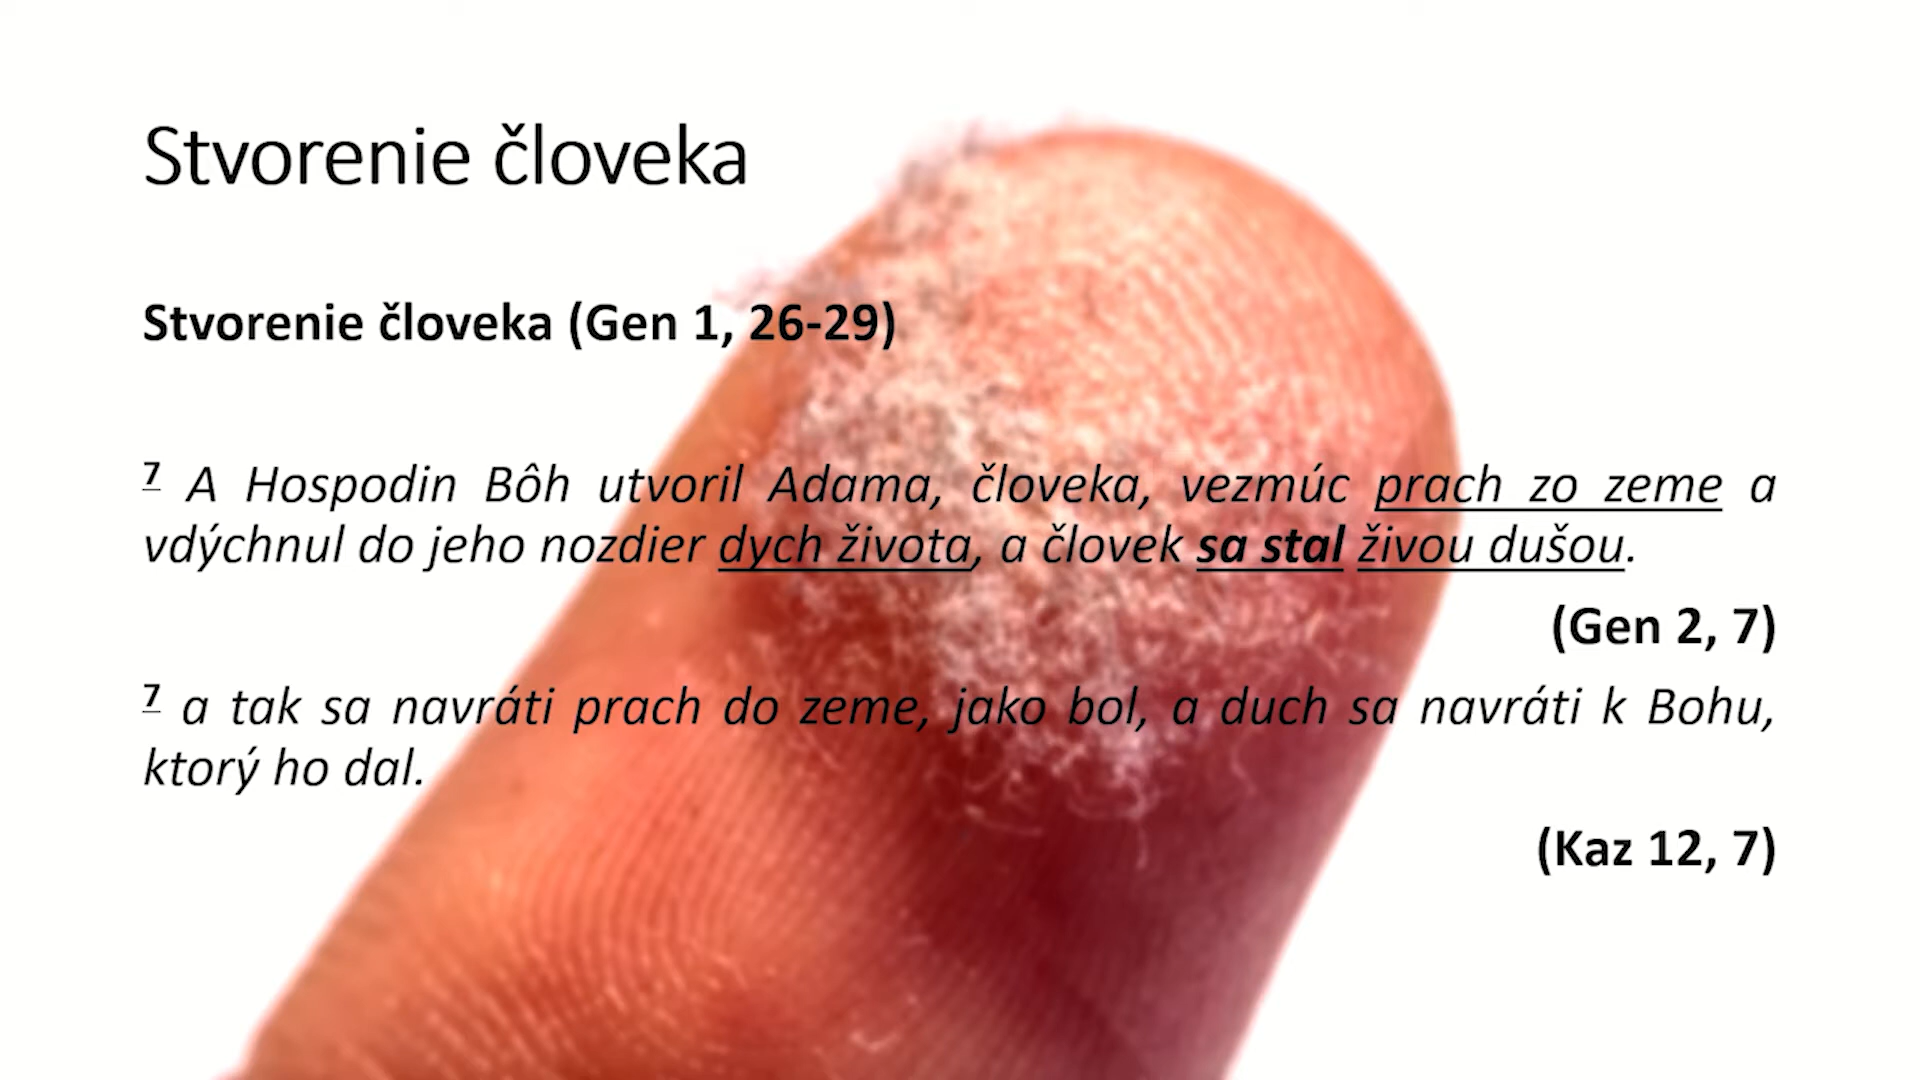 Stvorenie človeka
Stvorenie človeka (Gen 1, 26-29)
7 A Hospodin Bôh utvoril Adama, človeka, vezmúc prach zo zeme a
vdýchnul do jeho nozdier dych života, a človek sa stal živou dušou.
(Gen 2, 7)
7 a tak sa navráti prach do zeme, jako bol, a duch sa navráti k Bohu,
ktorý ho dal.
(Kaz 12, 7)